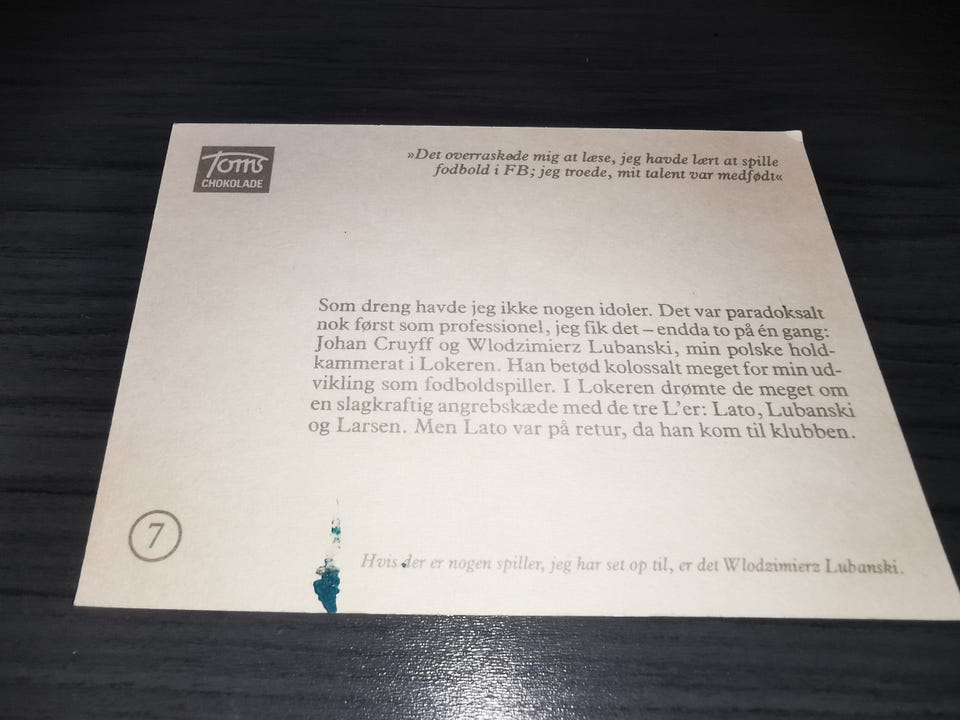 Toms
CHOKOLADE
»Det overraskede mig at læse, jeg havde lært at spille
fodbold i FB; jeg troede, mit talent var medfødt«
Som dreng havde jeg ikke nogen idoler. Det var paradoksalt
nok først som professionel, jeg fik det – endda to på én gang:
Johan Cruyff og Wlodzimierz Lubanski, min polske hold-
kammerat i Lokeren. Han betød kolossalt meget for min ud-
vikling som fodboldspiller. I Lokeren drømte de meget om
en slagkraftig angrebskæde med de tre L'er: Lato, Lubanski
og Larsen. Men Lato var på retur, da han kom til klubben.
7
Hvis der er nogen spiller, jeg har set op til, er det Wlodzimierz Lubanski.